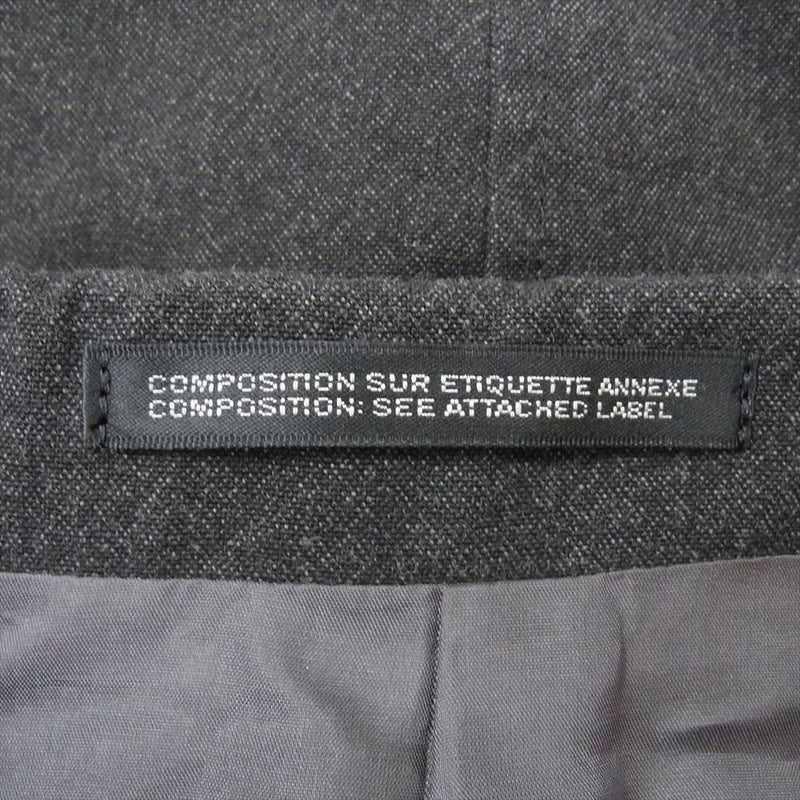 COMPOSITION SUR ETIQUETTE ANNEXE
COMPOSITION: SEE ATTACHED LABEL